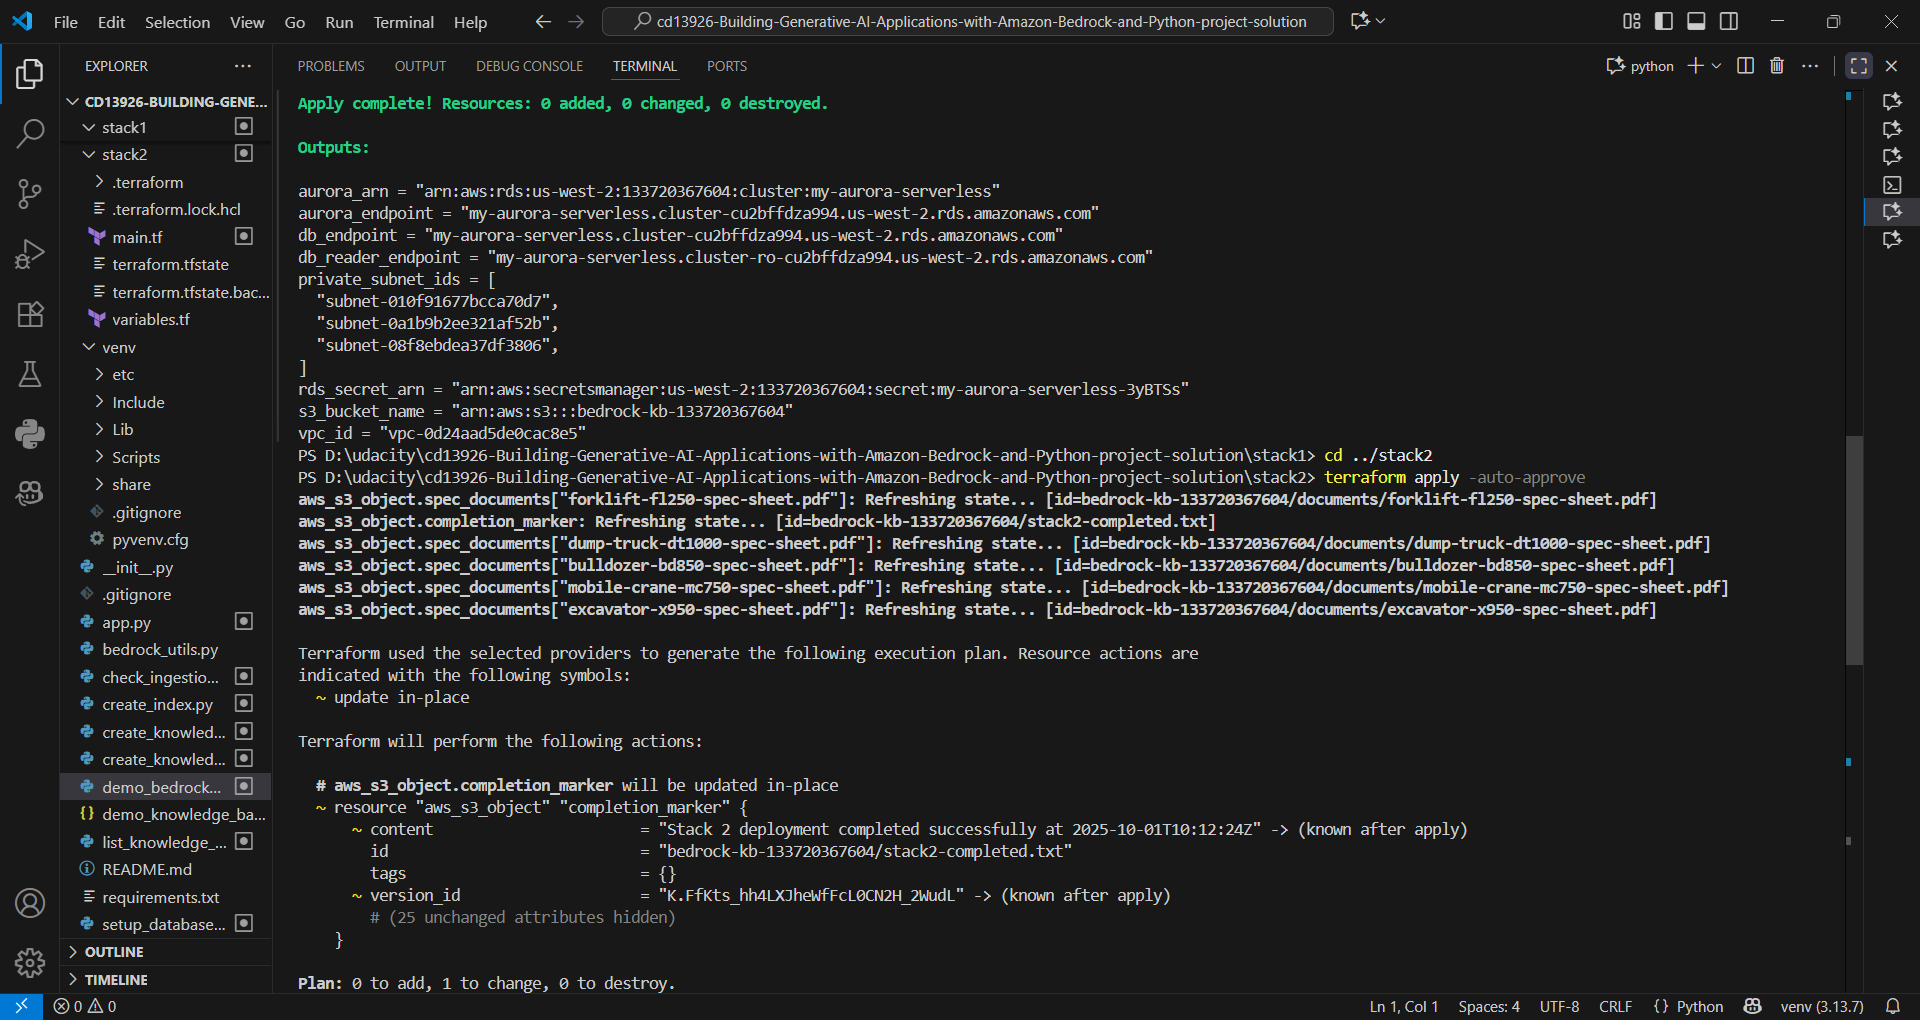 File Edit Selection View Go Run Terminal Help
cd13926-Building-Generative-AI-Applications-with-Amazon-Bedrock-and-Python-project-solution
EXPLORER
CD13926-BUILDING-GENE...
stack1
stack2
.terraform
.terraform.lock.hcl
main.tf
terraform.tfstate
terraform.tfstate.bac...
variables.tf
venv
etc
Include
Lib
Scripts
share
.gitignore
pyvenv.cfg
__init__.py
.gitignore
app.py
bedrock_utils.py
check_ingestio...
create_index.py
create_knowled...
create_knowled...
demo_bedrock...
demo_knowledge_ba...
list_knowledge_...
README.md
requirements.txt
setup_database...
OUTLINE
TIMELINE
PROBLEMS OUTPUT DEBUG CONSOLE TERMINAL PORTS
python
Apply complete! Resources: 0 added, 0 changed, 0 destroyed.
Outputs:
aurora_arn = "arn:aws:rds:us-west-2:133720367604:cluster:my-aurora-serverless"
aurora_endpoint = "my-aurora-serverless.cluster-cu2bffdza994.us-west-2.rds.amazonaws.com"
db_endpoint = "my-aurora-serverless.cluster-cu2bffdza994.us-west-2.rds.amazonaws.com"
db_reader_endpoint = "my-aurora-serverless.cluster-ro-cu2bffdza994.us-west-2.rds.amazonaws.com"
private_subnet_ids = [
"subnet-010f91677bcca70d7",
"subnet-0a1b9b2ee321af52b",
"subnet-08f8ebdea37df3806",
]
rds_secret_arn = "arn:aws:secretsmanager:us-west-2:133720367604:secret:my-aurora-serverless-3yBTSs"
s3_bucket_name = "arn:aws:s3:::bedrock-kb-133720367604"
vpc_id = "vpc-0d24aad5de0cac8e5"
PS D:\udacity\cd13926-Building-Generative-AI-Applications-with-Amazon-Bedrock-and-Python-project-solution\stack1> cd ../stack2
PS D:\udacity\cd13926-Building-Generative-AI-Applications-with-Amazon-Bedrock-and-Python-project-solution\stack2> terraform apply -auto-approve
aws_s3_object.spec_documents["forklift-fl250-spec-sheet.pdf"]: Refreshing state... [id=bedrock-kb-133720367604/documents/forklift-fl250-spec-sheet.pdf]
aws_s3_object.completion_marker: Refreshing state... [id=bedrock-kb-133720367604/stack2-completed.txt]
aws_s3_object.spec_documents["dump-truck-dt1000-spec-sheet.pdf"]: Refreshing state... [id=bedrock-kb-133720367604/documents/dump-truck-dt1000-spec-sheet.pdf]
aws_s3_object.spec_documents["bulldozer-bd850-spec-sheet.pdf"]: Refreshing state... [id=bedrock-kb-133720367604/documents/bulldozer-bd850-spec-sheet.pdf]
aws_s3_object.spec_documents["mobile-crane-mc750-spec-sheet.pdf"]: Refreshing state... [id=bedrock-kb-133720367604/documents/mobile-crane-mc750-spec-sheet.pdf]
aws_s3_object.spec_documents["excavator-x950-spec-sheet.pdf"]: Refreshing state... [id=bedrock-kb-133720367604/documents/excavator-x950-spec-sheet.pdf]
Terraform used the selected providers to generate the following execution plan. Resource actions are
indicated with the following symbols:
~ update in-place
Terraform will perform the following actions:
# aws_s3_object.completion_marker will be updated in-place
~ resource "aws_s3_object" "completion_marker" {
~ content = "Stack 2 deployment completed successfully at 2025-10-01T10:12:24Z" -> (known after apply)
id = "bedrock-kb-133720367604/stack2-completed.txt"
tags = {}
~ version_id = "K.FfKts_hh4LXJheWfFcL0CN2H_2WudL" -> (known after apply)
# (25 unchanged attributes hidden)
}
Plan: 0 to add, 1 to change, 0 to destroy.
0 0 Ln 1, Col 1 Spaces: 4 UTF-8 CRLF {} Python venv (3.13.7)